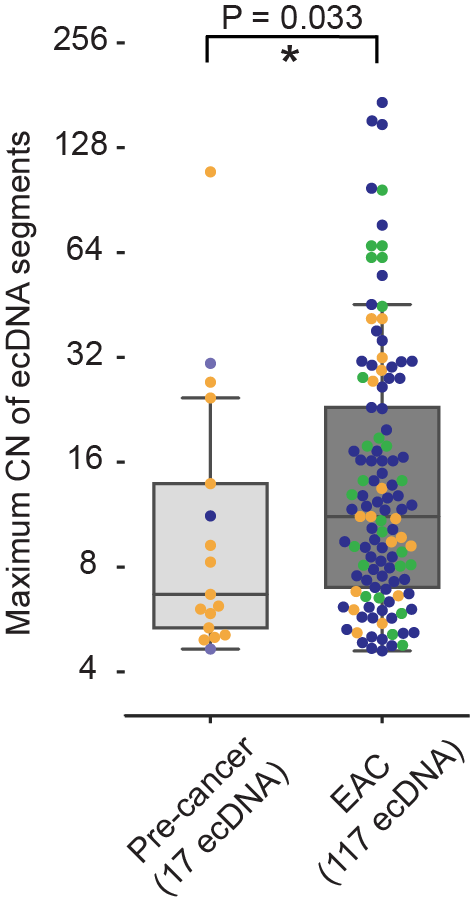 P = 0.033
*
256
128
64
32
16
8
4
Maximum CN of ecDNA segments
Pre-cancer
(17 ecDNA)
EAC
(117 ecDNA)